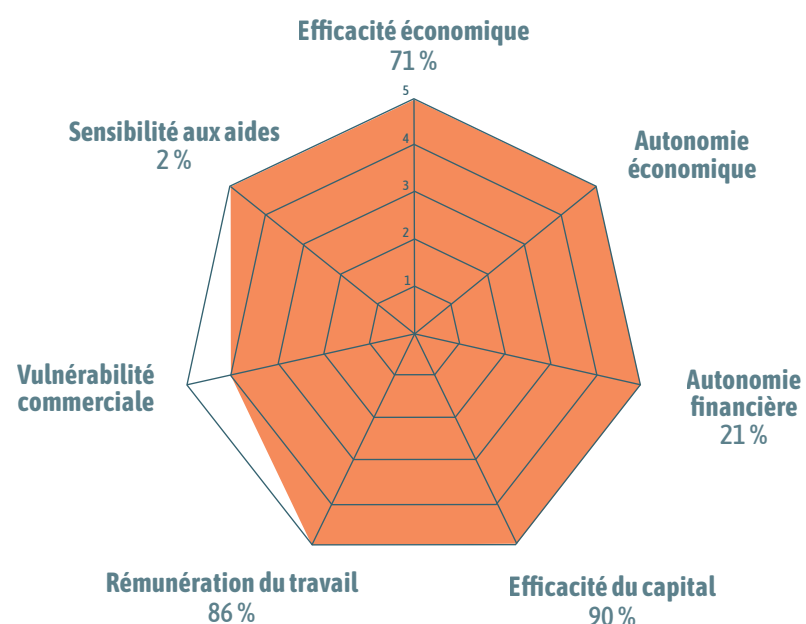 Efficacité économique
71 %
Sensibilité aux aides
2 %
Autonomie
économique
5
4
3
2
1
Vulnérabilité
commerciale
Autonomie
financière
21 %
Rémunération du travail
86 %
Efficacité du capital
90 %